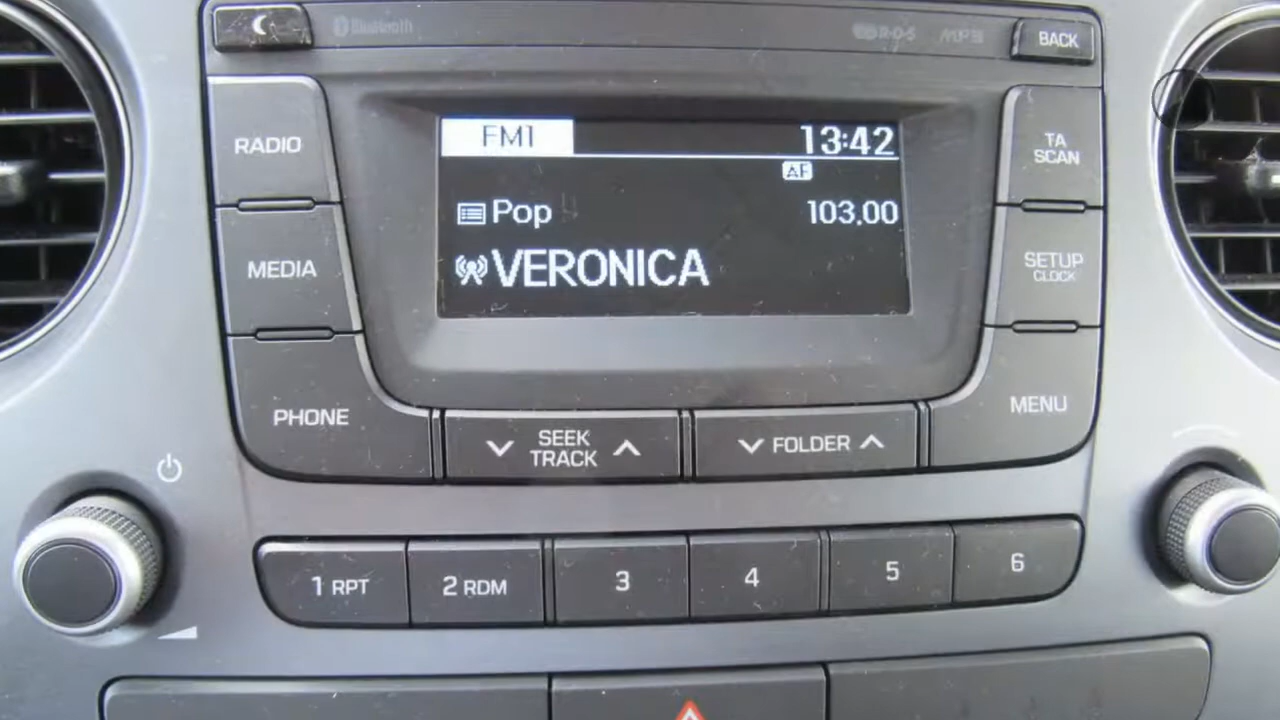 Bluetooth
R·D·S MP3
BACK
RADIO
MEDIA
PHONE
FM1 13:42
AF
Pop 103.00
VERONICA
TA
SCAN
SETUP
CLOCK
MENU
SEEK
TRACK
FOLDER
1 RPT
2 RDM
3
4
5
6